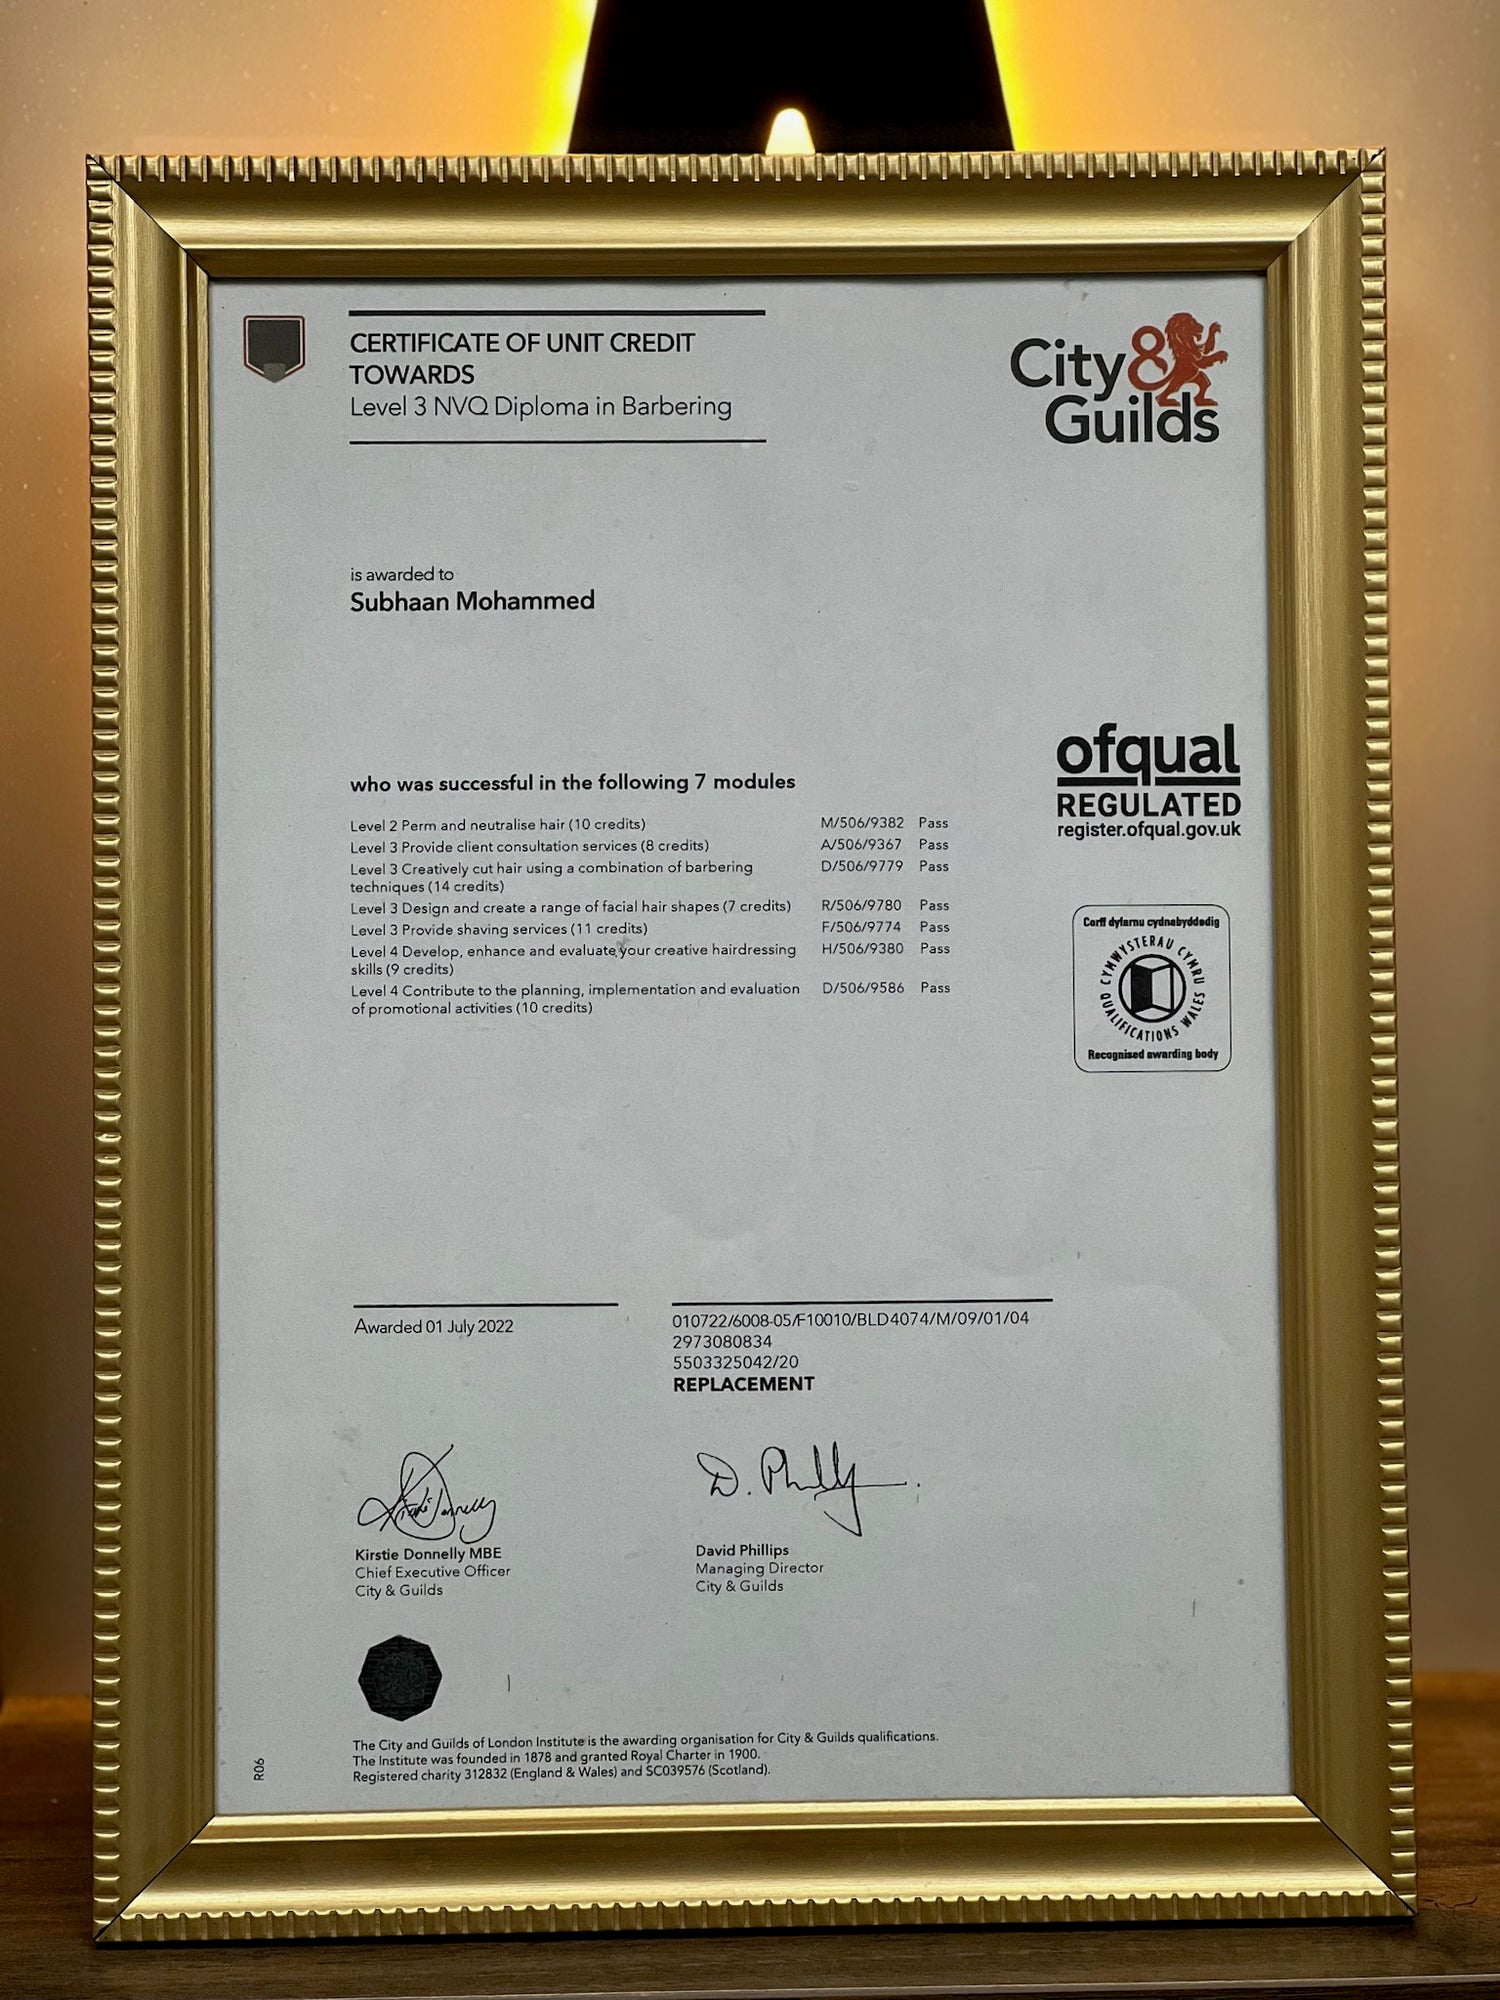 CERTIFICATE OF UNIT CREDIT
TOWARDS
Level 3 NVQ Diploma in Barbering
City &
Guilds
is awarded to
Subhaan Mohammed
who was successful in the following 7 modules
Level 2 Perm and neutralise hair (10 credits) M/506/9382 Pass
Level 3 Provide client consultation services (8 credits) A/506/9367 Pass
Level 3 Creatively cut hair using a combination of barbering D/506/9779 Pass
techniques (14 credits)
Level 3 Design and create a range of facial hair shapes (7 credits) R/506/9780 Pass
Level 3 Provide shaving services (11 credits) F/506/9774 Pass
Level 4 Develop, enhance and evaluate your creative hairdressing H/506/9380 Pass
skills (9 credits)
Level 4 Contribute to the planning, implementation and evaluation D/506/9586 Pass
of promotional activities (10 credits)
ofqual
REGULATED
register.ofqual.gov.uk
Corff dyfarnu cydnabyddedig
CYMWYSTERAU CYMRU
QUALIFICATIONS WALES
Recognised awarding body
Awarded 01 July 2022
010722/6008-05/F10010/BLD4074/M/09/01/04
2973080834
5503325042/20
REPLACEMENT
Kirstie Donnelly
D. Phillips
Kirstie Donnelly MBE
Chief Executive Officer
City & Guilds
David Phillips
Managing Director
City & Guilds
The City and Guilds of London Institute is the awarding organisation for City & Guilds qualifications.
The Institute was founded in 1878 and granted Royal Charter in 1900.
Registered charity 312832 (England & Wales) and SC039576 (Scotland).
R06